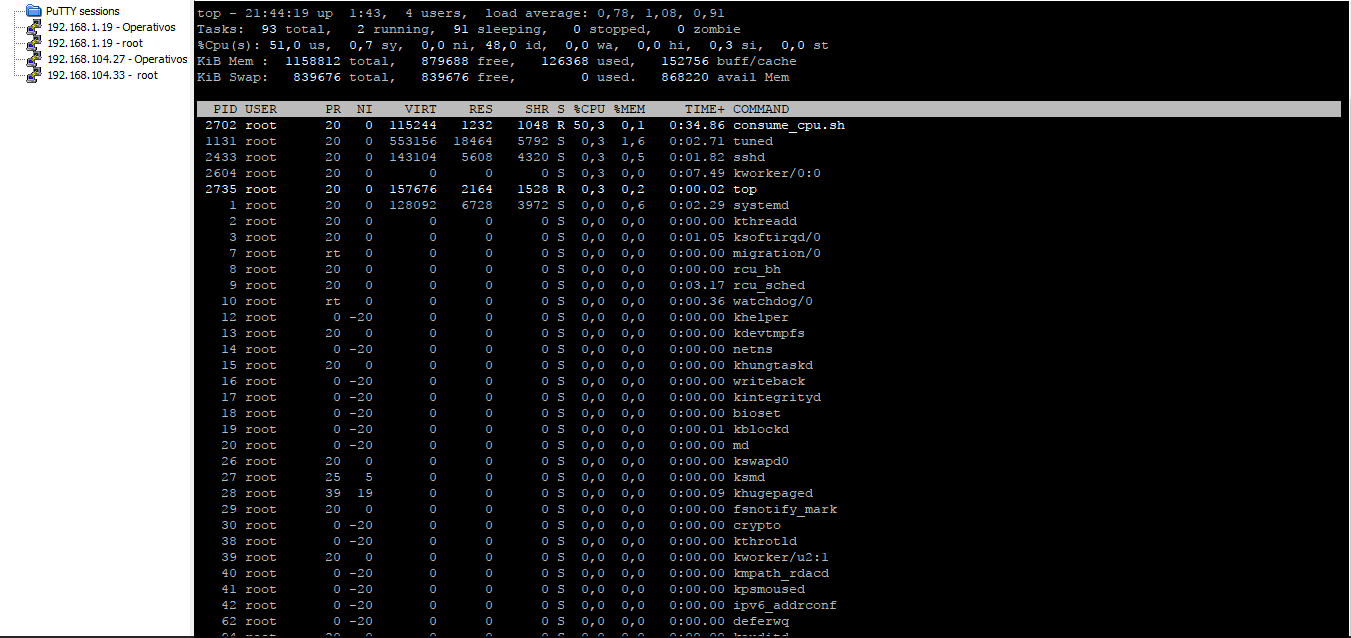 PuTTY sessions
192.168.1.19 - Operativos
192.168.1.19 - root
192.168.104.27 - Operativos
192.168.104.33 - root
top - 21:44:19 up  1:43,  4 users,  load average: 0,78, 1,08, 0,91
Tasks:  93 total,   2 running,  91 sleeping,   0 stopped,   0 zombie
%Cpu(s): 51,0 us,  0,7 sy,  0,0 ni, 48,0 id,  0,0 wa,  0,0 hi,  0,3 si,  0,0 st
KiB Mem :  1158812 total,   879688 free,   126368 used,   152756 buff/cache
KiB Swap:   839676 total,   839676 free,        0 used.   868220 avail Mem
PID USER      PR  NI    VIRT    RES    SHR S %CPU %MEM     TIME+ COMMAND
2702 root      20   0  115244   1232   1048 R 50,3  0,1   0:34.86 consume_cpu.sh
1131 root      20   0  553156  18464   5792 S  0,3  1,6   0:02.71 tuned
2433 root      20   0  143104   5608   4320 S  0,3  0,5   0:01.82 sshd
2604 root      20   0       0      0      0 S  0,3  0,0   0:07.49 kworker/0:0
2735 root      20   0  157676   2164   1528 R  0,3  0,2   0:00.02 top
1 root      20   0  128092   6728   3972 S  0,0  0,6   0:02.29 systemd
2 root      20   0       0      0      0 S  0,0  0,0   0:00.00 kthreadd
3 root      20   0       0      0      0 S  0,0  0,0   0:01.05 ksoftirqd/0
7 root      rt   0       0      0      0 S  0,0  0,0   0:00.00 migration/0
8 root      20   0       0      0      0 S  0,0  0,0   0:00.00 rcu_bh
9 root      20   0       0      0      0 S  0,0  0,0   0:03.17 rcu_sched
10 root      rt   0       0      0      0 S  0,0  0,0   0:00.36 watchdog/0
12 root       0 -20       0      0      0 S  0,0  0,0   0:00.00 khelper
13 root      20   0       0      0      0 S  0,0  0,0   0:00.00 kdevtmpfs
14 root       0 -20       0      0      0 S  0,0  0,0   0:00.00 netns
15 root      20   0       0      0      0 S  0,0  0,0   0:00.00 khungtaskd
16 root       0 -20       0      0      0 S  0,0  0,0   0:00.00 writeback
17 root       0 -20       0      0      0 S  0,0  0,0   0:00.00 kintegrityd
18 root       0 -20       0      0      0 S  0,0  0,0   0:00.00 bioset
19 root       0 -20       0      0      0 S  0,0  0,0   0:00.01 kblockd
20 root       0 -20       0      0      0 S  0,0  0,0   0:00.00 md
26 root      20   0       0      0      0 S  0,0  0,0   0:00.00 kswapd0
27 root      25   5       0      0      0 S  0,0  0,0   0:00.00 ksmd
28 root      39  19       0      0      0 S  0,0  0,0   0:00.09 khugepaged
29 root      20   0       0      0      0 S  0,0  0,0   0:00.00 fsnotify_mark
30 root       0 -20       0      0      0 S  0,0  0,0   0:00.00 crypto
38 root       0 -20       0      0      0 S  0,0  0,0   0:00.00 kthrotld
39 root      20   0       0      0      0 S  0,0  0,0   0:00.00 kworker/u2:1
40 root       0 -20       0      0      0 S  0,0  0,0   0:00.00 kmpath_rdacd
41 root       0 -20       0      0      0 S  0,0  0,0   0:00.00 kpsmoused
42 root       0 -20       0      0      0 S  0,0  0,0   0:00.00 ipv6_addrconf
62 root       0 -20       0      0      0 S  0,0  0,0   0:00.00 deferwq